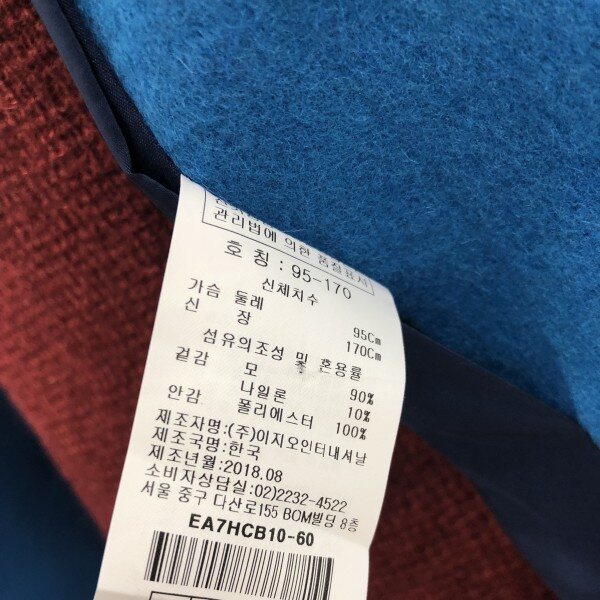 관리법에 의한 품질표시
호 칭 : 95-170
신체치수
가슴 둘레 95Cm
신 장 170Cm
섬유의조성 및 혼용률
겉감 모 90%
나일론 10%
안감 폴리에스터 100%
제조자명:(주)이지오인터내셔날
제조국명:한국
제조년월:2018.08
소비자상담실:02)2232-4522
서울 중구 다산로155 BOM빌딩 8층
EA7HCB10-60